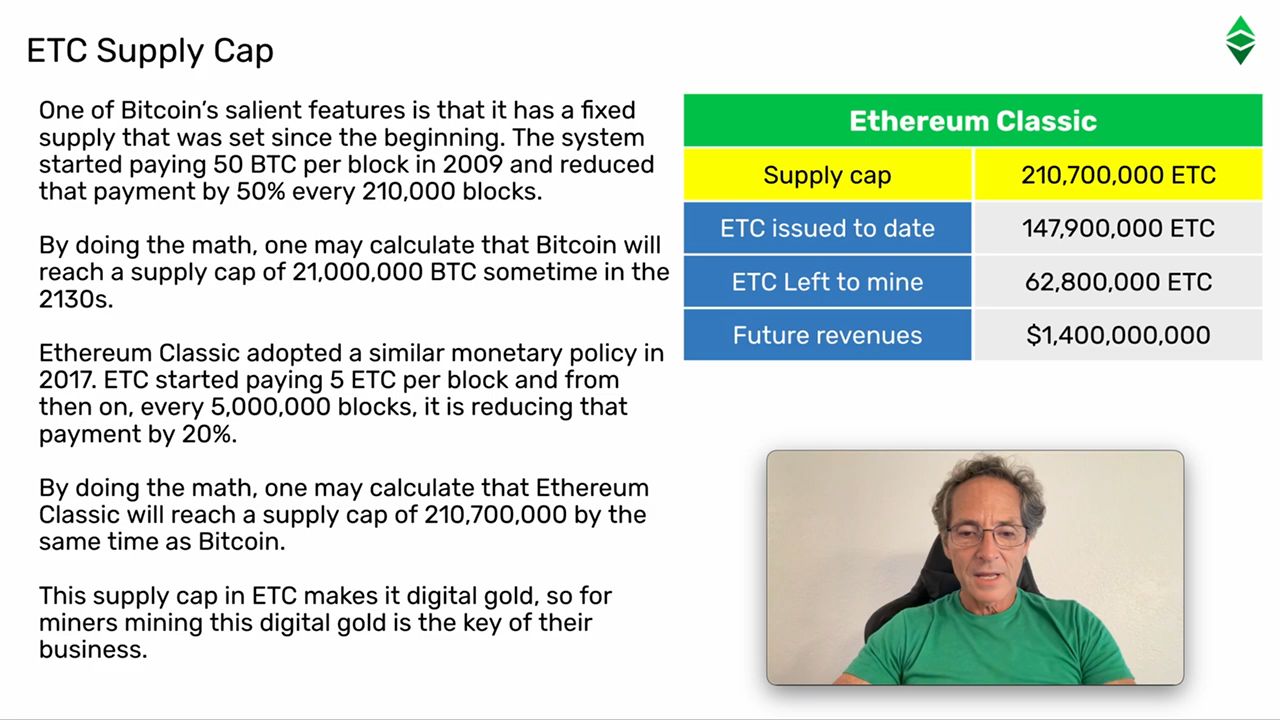 ETC Supply Cap
One of Bitcoin's salient features is that it has a fixed
supply that was set since the beginning. The system
started paying 50 BTC per block in 2009 and reduced
that payment by 50% every 210,000 blocks.
By doing the math, one may calculate that Bitcoin will
reach a supply cap of 21,000,000 BTC sometime in the
2130s.
Ethereum Classic adopted a similar monetary policy in
2017. ETC started paying 5 ETC per block and from
then on, every 5,000,000 blocks, it is reducing that
payment by 20%.
By doing the math, one may calculate that Ethereum
Classic will reach a supply cap of 210,700,000 by the
same time as Bitcoin.
This supply cap in ETC makes it digital gold, so for
miners mining this digital gold is the key of their
business.
Ethereum Classic
Supply cap 210,700,000 ETC
ETC issued to date 147,900,000 ETC
ETC Left to mine 62,800,000 ETC
Future revenues $1,400,000,000